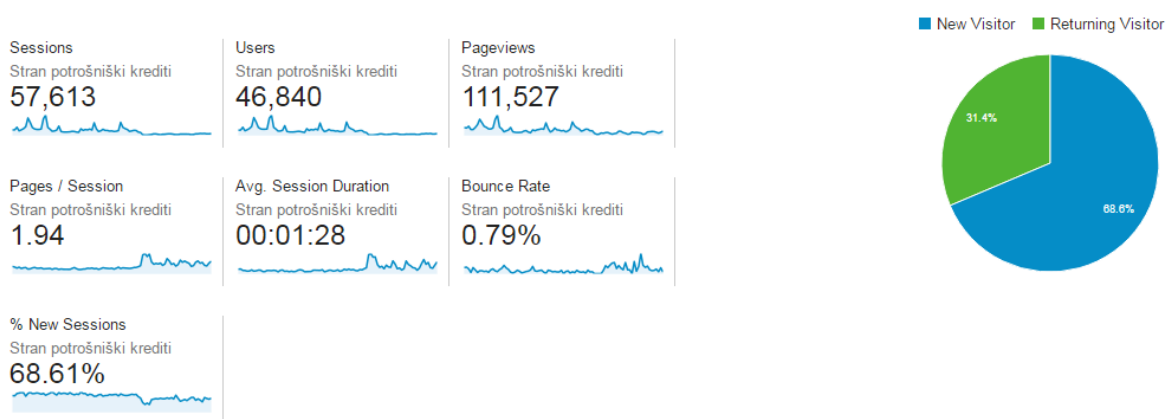 New Visitor Returning Visitor
Sessions
Stran potrošniški krediti
57,613
Users
Stran potrošniški krediti
46,840
Pageviews
Stran potrošniški krediti
111,527
Pages / Session
Stran potrošniški krediti
1.94
Avg. Session Duration
Stran potrošniški krediti
00:01:28
Bounce Rate
Stran potrošniški krediti
0.79%
% New Sessions
Stran potrošniški krediti
68.61%
31.4%
68.6%